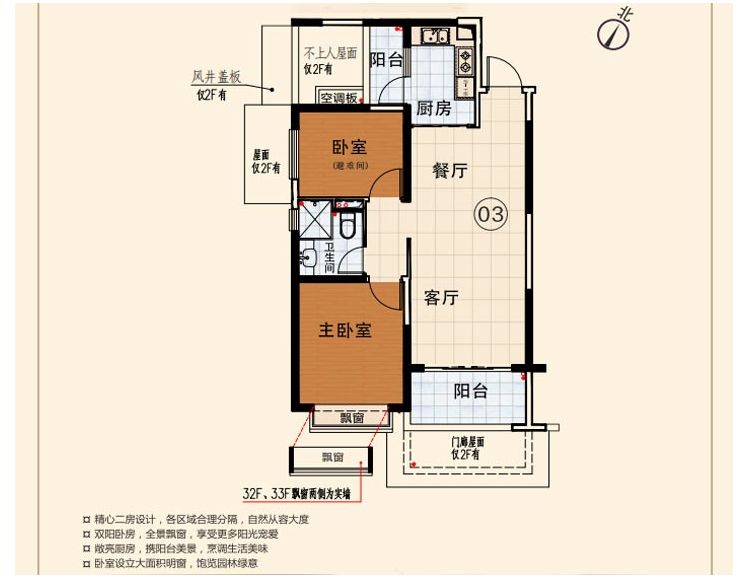 北
不上人屋面
仅2F有
阳台
风井盖板
仅2F有
空调板
厨房
卧室
(避难间)
屋面
仅2F有
餐厅
03
卫生间
客厅
主卧室
阳台
飘窗
门廊屋面
仅2F有
飘窗
32F、33F飘窗两侧为实墙
¤ 精心二房设计，各区域合理分隔，自然从容大度
¤ 双阳卧房，全景飘窗，享受更多阳光宠爱
¤ 敞亮厨房，携阳台美景，烹调生活美味
¤ 卧室设立大面积明窗，饱览园林绿意